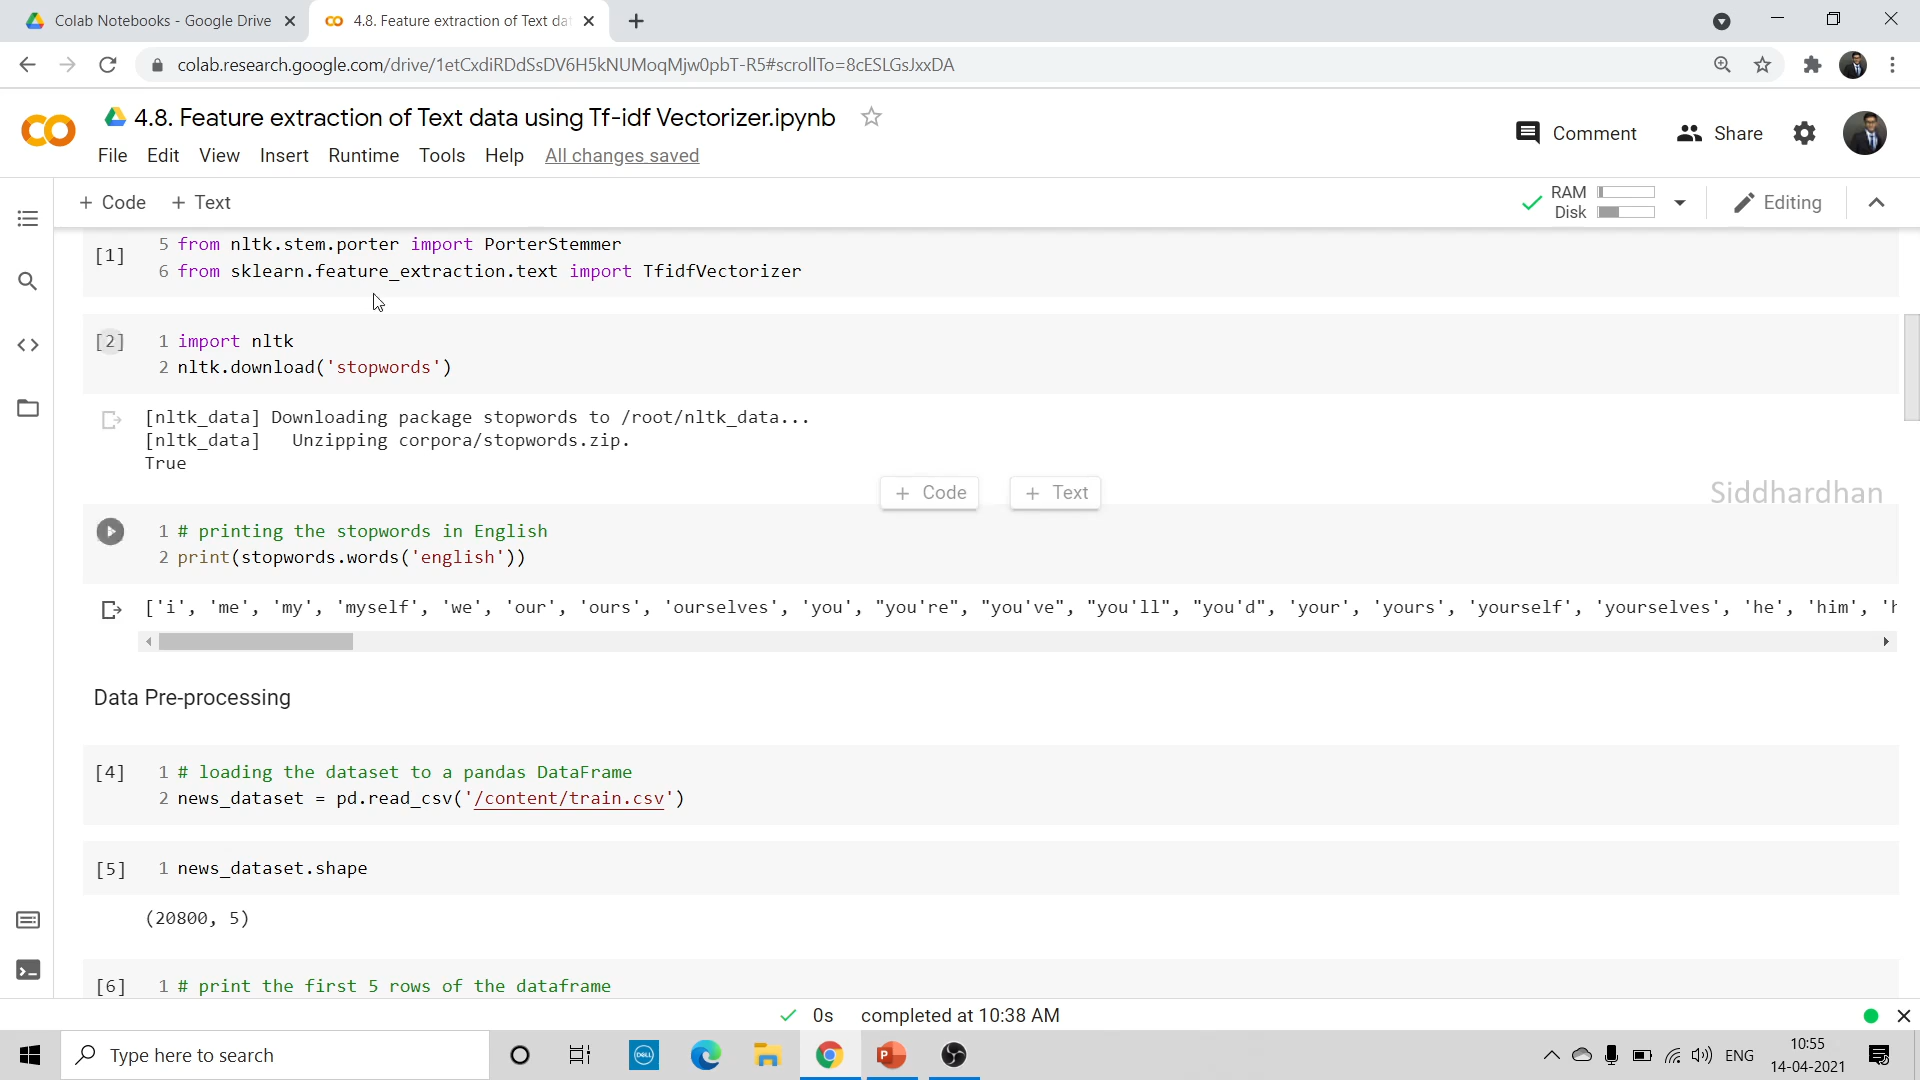 Colab Notebooks - Google Drive
4.8. Feature extraction of Text da
colab.research.google.com/drive/1etCxdiRDdSsDV6H5kNUMoqMjw0pbT-R5#scrollTo=8cESLGsJxxDA
4.8. Feature extraction of Text data using Tf-idf Vectorizer.ipynb
Comment
Share
File Edit View Insert Runtime Tools Help All changes saved
+ Code + Text
RAM
Disk
Editing
[1]
5 from nltk.stem.porter import PorterStemmer
6 from sklearn.feature_extraction.text import TfidfVectorizer
[2]
1 import nltk
2 nltk.download('stopwords')
[nltk_data] Downloading package stopwords to /root/nltk_data...
[nltk_data]   Unzipping corpora/stopwords.zip.
True
+ Code + Text
Siddhardhan
1 # printing the stopwords in English
2 print(stopwords.words('english'))
['i', 'me', 'my', 'myself', 'we', 'our', 'ours', 'ourselves', 'you', "you're", "you've", "you'll", "you'd", 'your', 'yours', 'yourself', 'yourselves', 'he', 'him', 'h
Data Pre-processing
[4] 1 # loading the dataset to a pandas DataFrame
2 news_dataset = pd.read_csv('/content/train.csv')
[5] 1 news_dataset.shape
(20800, 5)
[6] 1 # print the first 5 rows of the dataframe
0s completed at 10:38 AM
Type here to search
DELL
ENG
10:55
14-04-2021